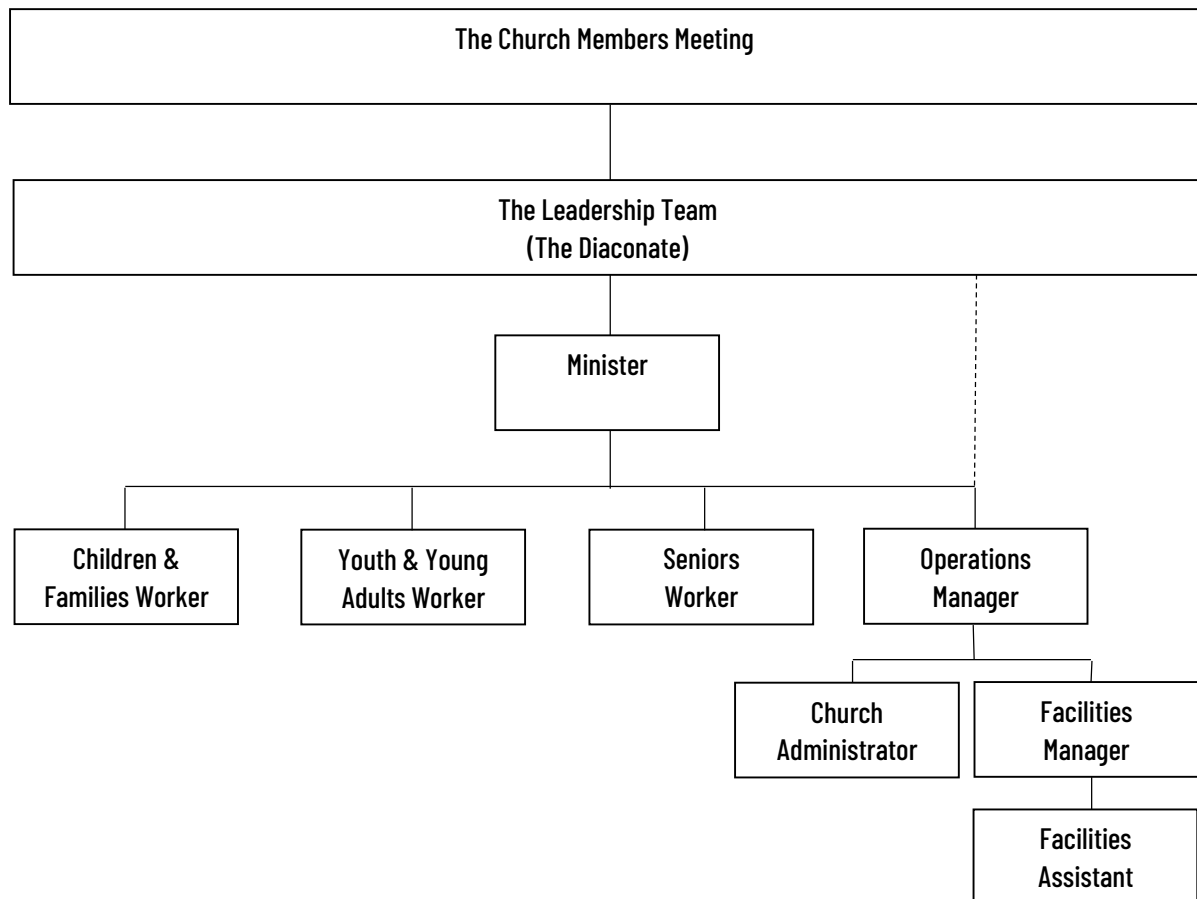 The Church Members Meeting
The Leadership Team
(The Diaconate)
Minister
Children &
Families Worker
Youth & Young
Adults Worker
Seniors
Worker
Operations
Manager
Church
Administrator
Facilities
Manager
Facilities
Assistant